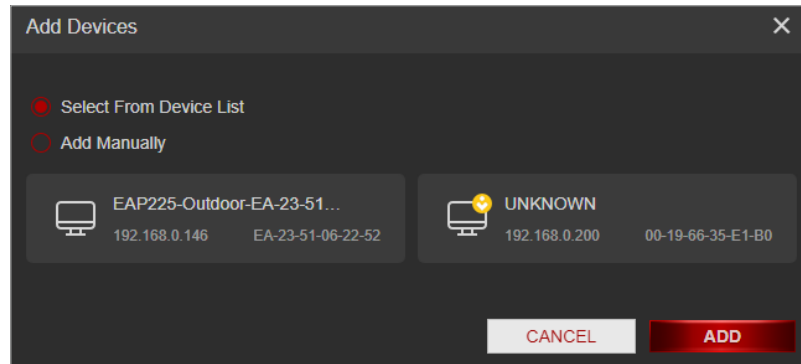 Add Devices
Select From Device List
Add Manually
EAP225-Outdoor-EA-23-51...
192.168.0.146 EA-23-51-06-22-52
UNKNOWN
192.168.0.200 00-19-66-35-E1-B0
CANCEL ADD